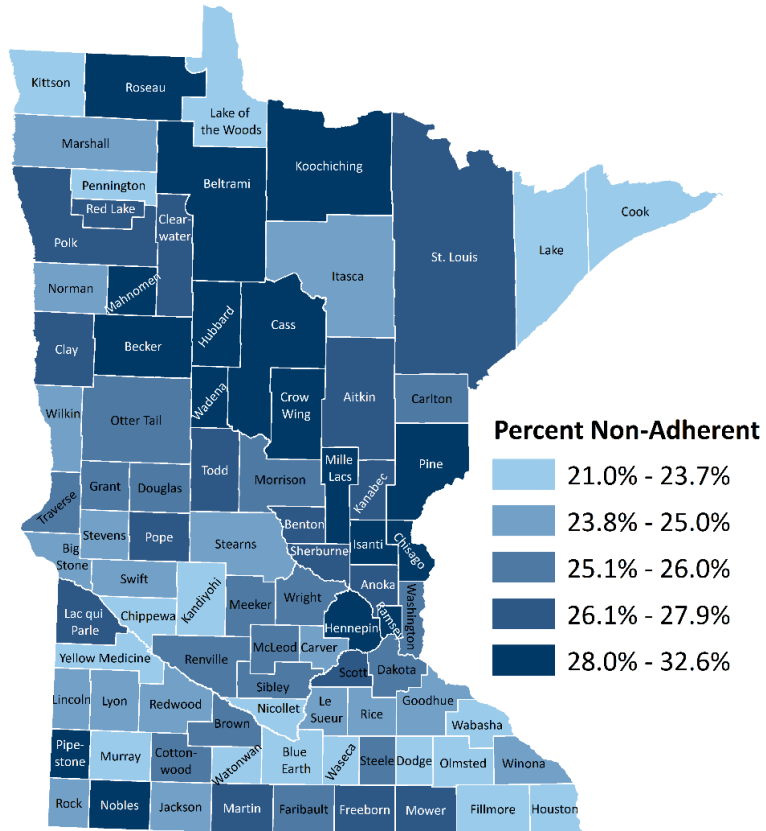 Kittson
Roseau
Lake of
the Woods
Marshall
Koochiching
Pennington
Beltrami
Red Lake
Clear-
water
Polk
Cook
Lake
St. Louis
Itasca
Norman
Mahnomen
Hubbard
Cass
Clay
Becker
Wadena
Crow
Wing
Aitkin
Carlton
Wilkin
Otter Tail
Percent Non-Adherent
21.0% - 23.7%
23.8% - 25.0%
25.1% - 26.0%
26.1% - 27.9%
28.0% - 32.6%
Mille
Lacs
Pine
Todd
Morrison
Kanabec
Grant
Douglas
Traverse
Benton
Stevens
Pope
Stearns
Isanti
Chisago
Big
Stone
Sherburne
Swift
Kandiyohi
Anoka
Meeker
Wright
Washington
Lac qui
Parle
Chippewa
Hennepin
Ramsey
Yellow Medicine
Renville
McLeod
Carver
Scott
Dakota
Sibley
Lincoln
Lyon
Redwood
Nicollet
Le
Sueur
Rice
Goodhue
Brown
Wabasha
Pipe-
stone
Murray
Cotton-
wood
Watonwan
Blue
Earth
Waseca
Steele
Dodge
Olmsted
Winona
Rock
Nobles
Jackson
Martin
Faribault
Freeborn
Mower
Fillmore
Houston